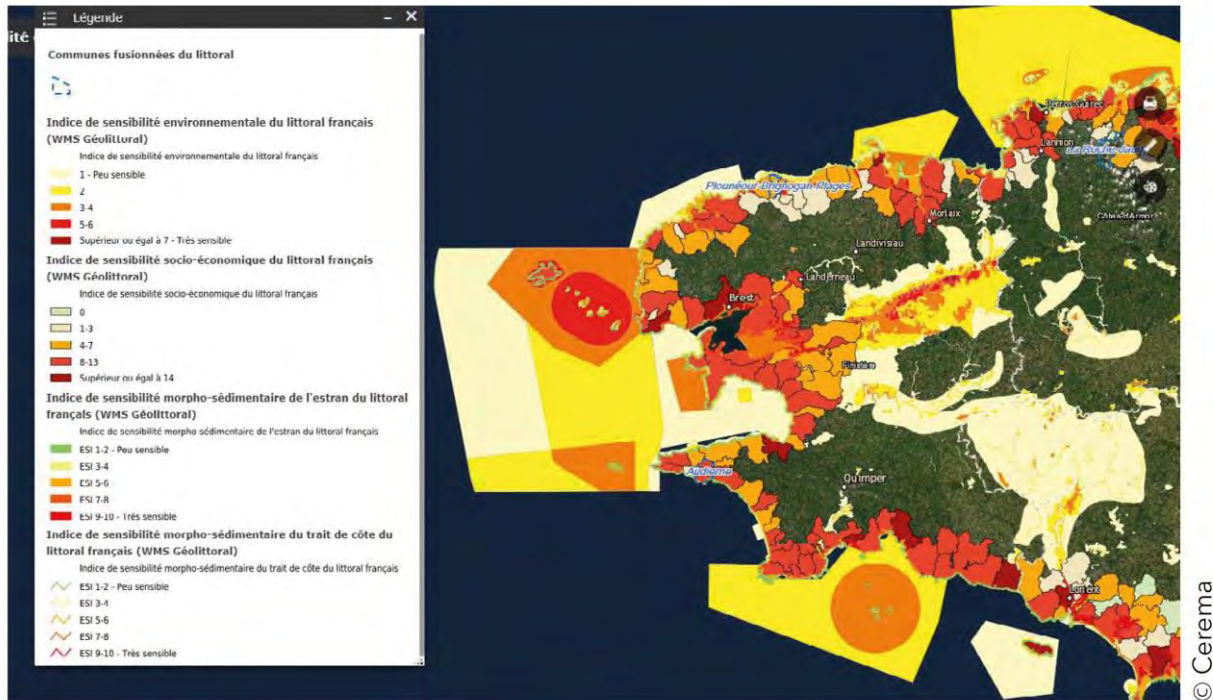 ité
Légende
Communes fusionnées du littoral
Indice de sensibilité environnementale du littoral français
(WMS Géolittoral)
Indice de sensibilité environnementale du littoral français
1 - Peu sensible
2
3-4
5-6
Supérieur ou égal à 7 - Très sensible
Indice de sensibilité socio-économique du littoral français
(WMS Géolittoral)
Indice de sensibilité socio-économique du littoral français
0
1-3
4-7
8-13
Supérieur ou égal à 14
Indice de sensibilité morpho-sédimentaire de l'estran du littoral
français (WMS Géolittoral)
Indice de sensibilité morpho sédimentaire de l'estran du littoral français
ESI 1-2 - Peu sensible
ESI 3-4
ESI 5-6
ESI 7-8
ESI 9-10 - Très sensible
Indice de sensibilité morpho-sédimentaire du trait de côte du
littoral français (WMS Géolittoral)
Indice de sensibilité morpho-sédimentaire du trait de côte du littoral français
ESI 1-2 - Peu sensible
ESI 3-4
ESI 5-6
ESI 7-8
ESI 9-10 - Très sensible
Perros-Guirec
Lannion
Plounéour-Brignogan-Plages
Morlaix
Côtes-d'Armor
Landivisiau
Landerneau
Brest
Finistère
Audierne
Quimper
Lorient
© Cerema